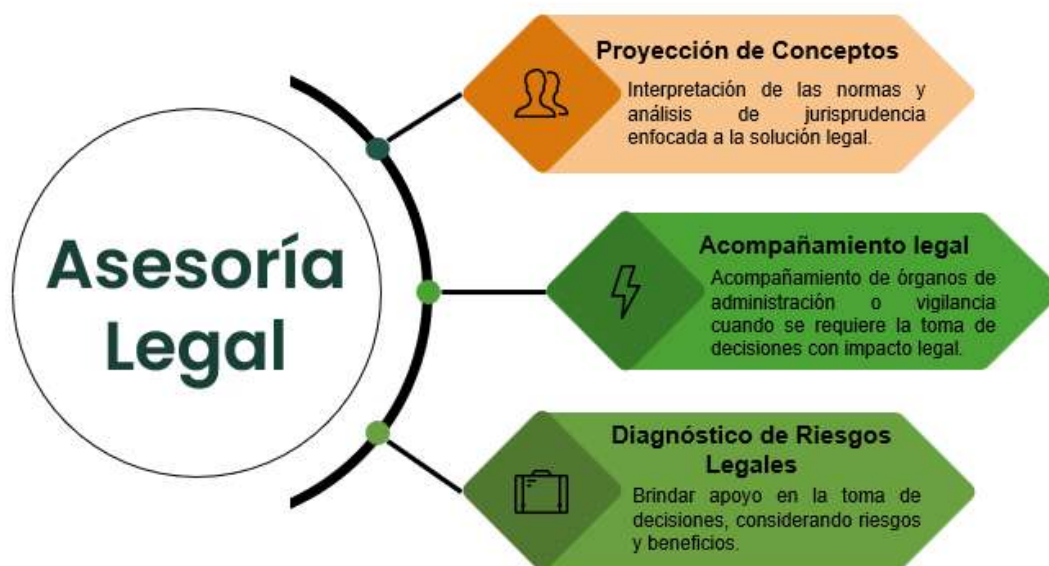 Asesoría
Legal
Proyección de Conceptos
Interpretación de las normas y
análisis de jurisprudencia
enfocada a la solución legal.
Acompañamiento legal
Acompañamiento de órganos de
administración o vigilancia
cuando se requiere la toma de
decisiones con impacto legal.
Diagnóstico de Riesgos
Legales
Brindar apoyo en la toma de
decisiones, considerando riesgos
y beneficios.